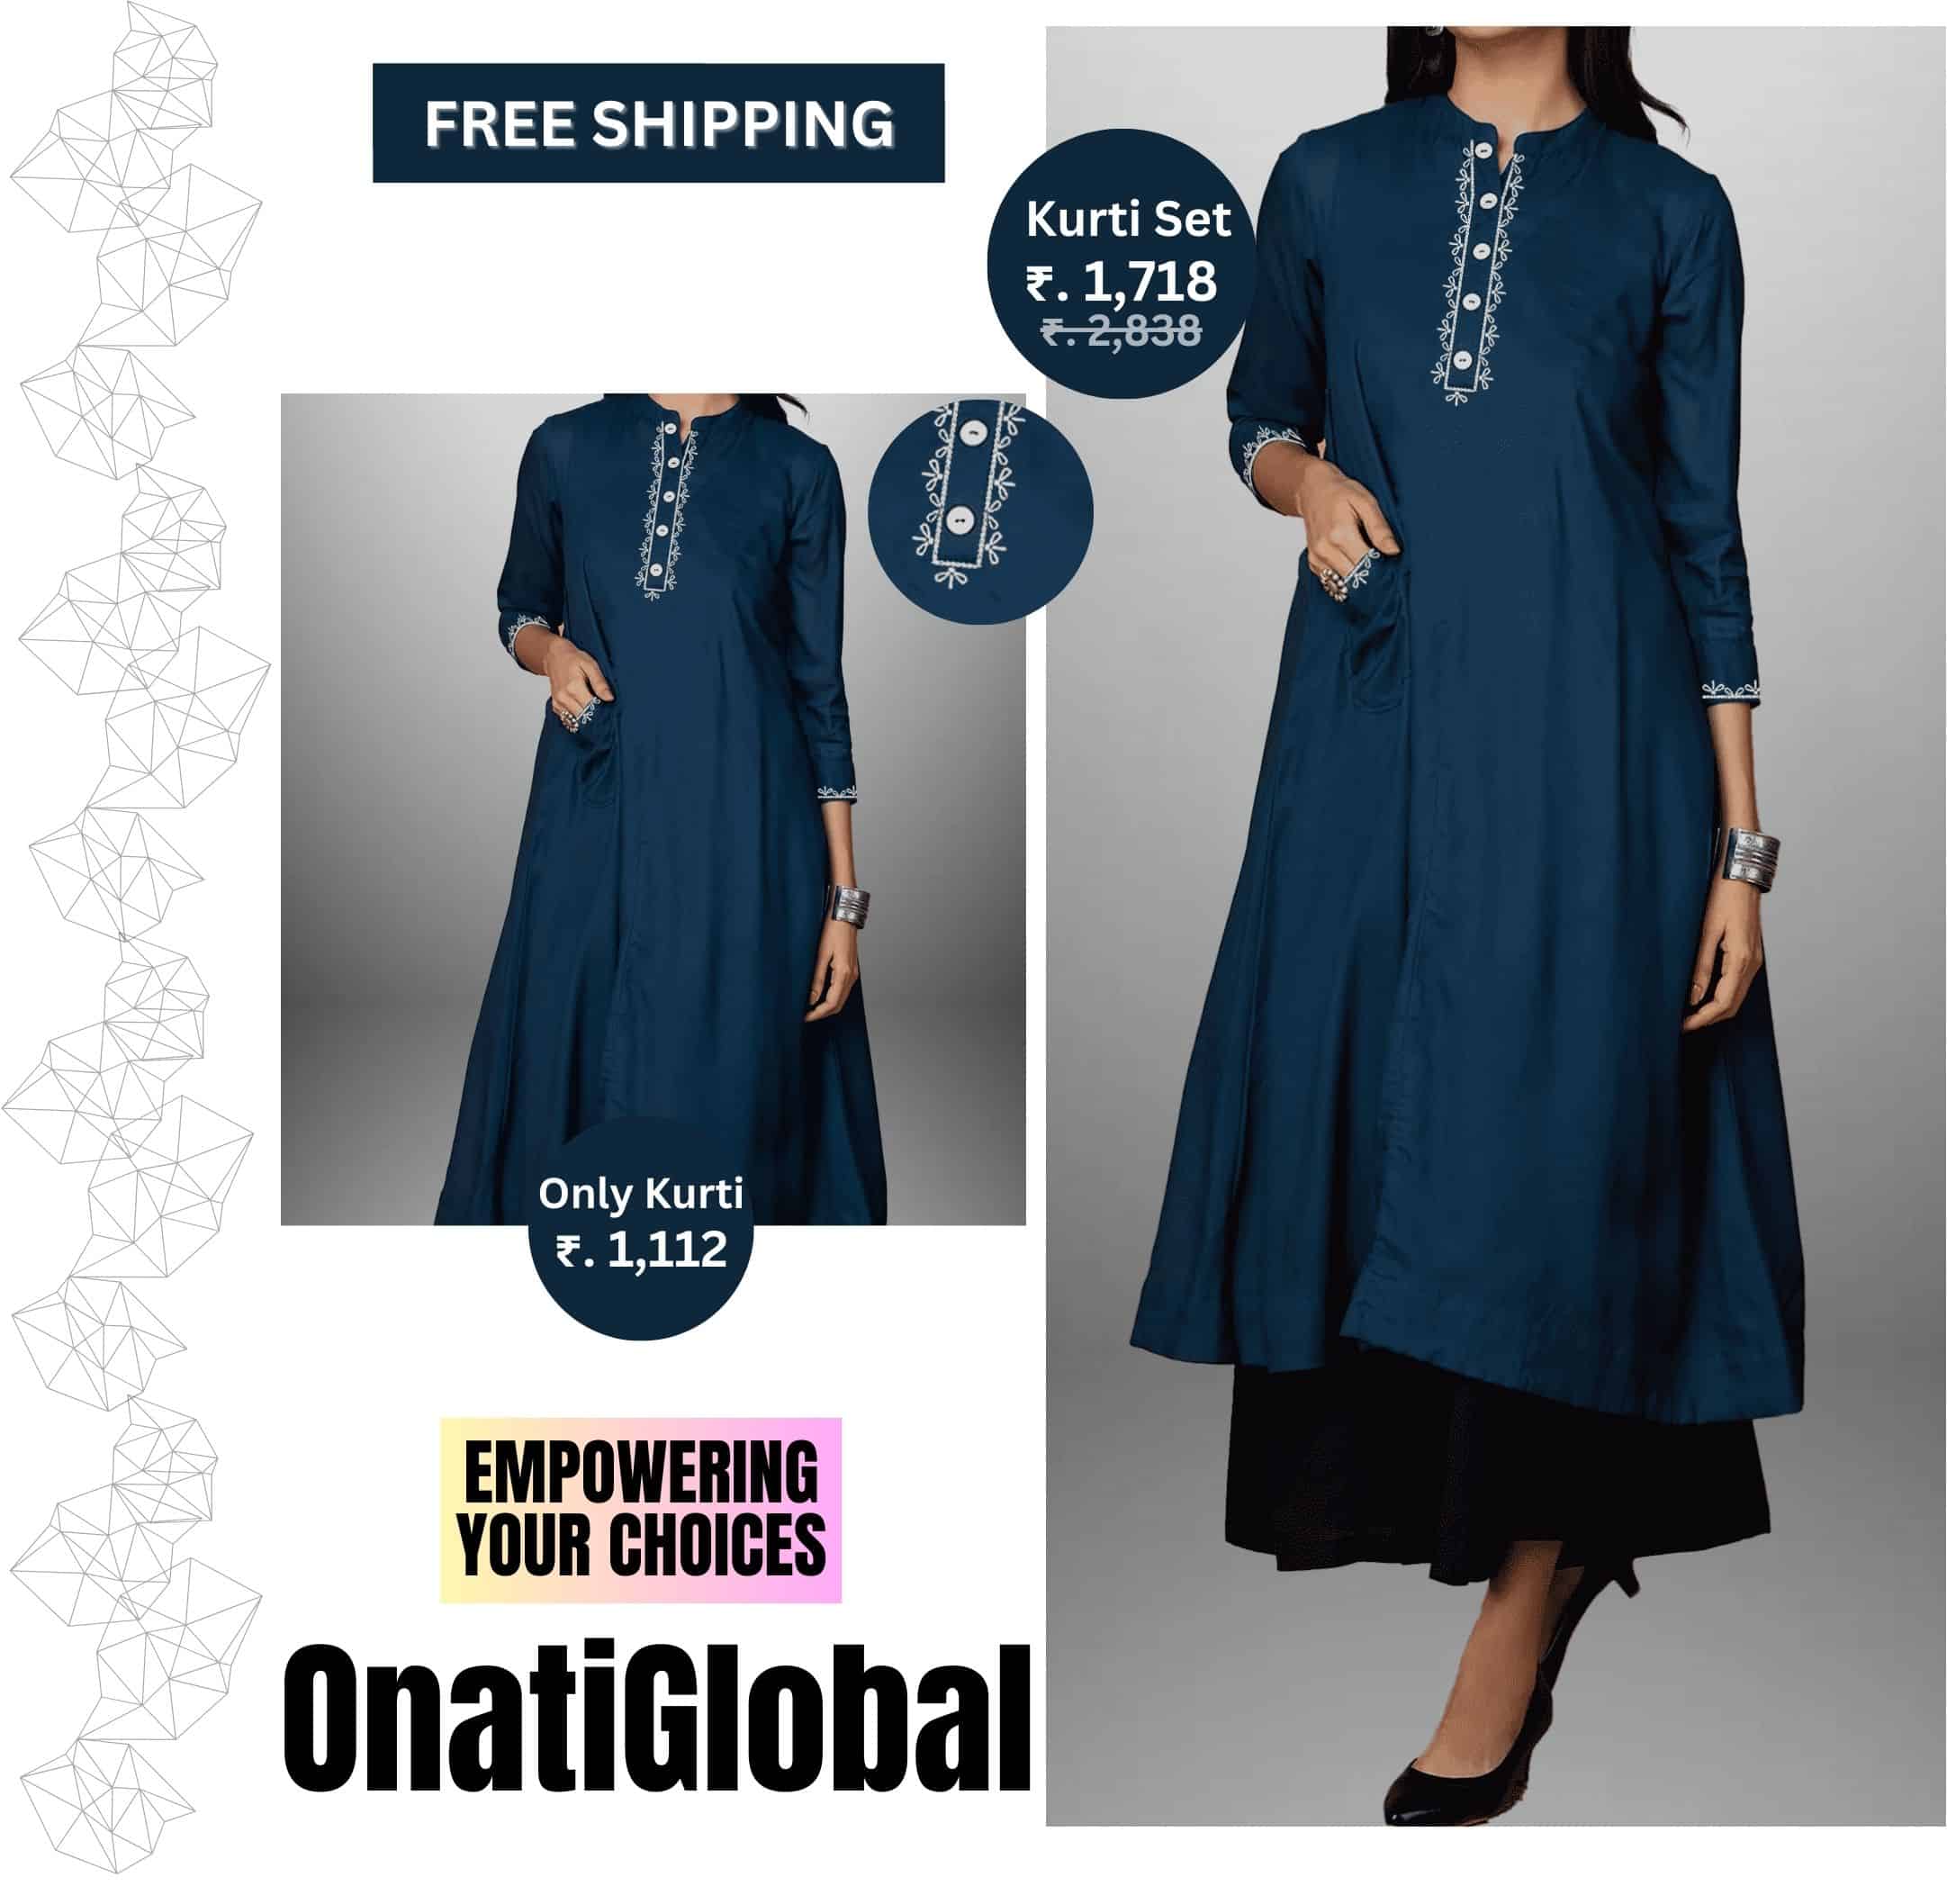 FREE SHIPPING
Kurti Set
₹. 1,718
₹. 2,838
Only Kurti
₹. 1,112
EMPOWERING
YOUR CHOICES
OnatiGlobal